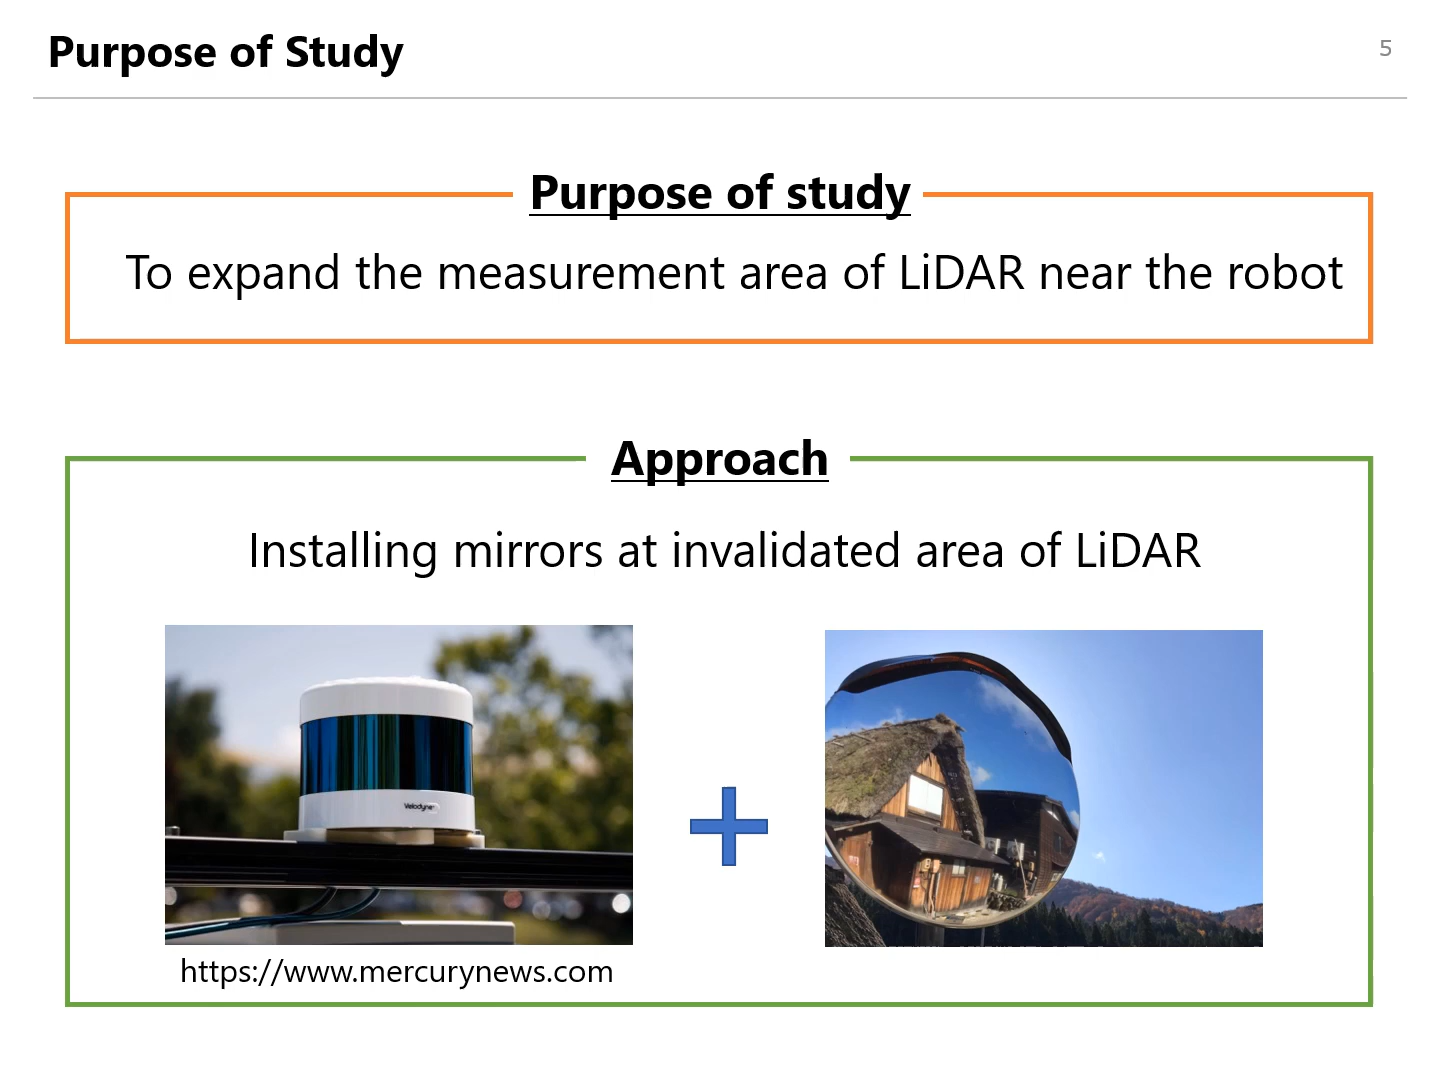 Purpose of Study
5
Purpose of study
To expand the measurement area of LiDAR near the robot
Approach
Installing mirrors at invalidated area of LiDAR
Velodyne
https://www.mercurynews.com